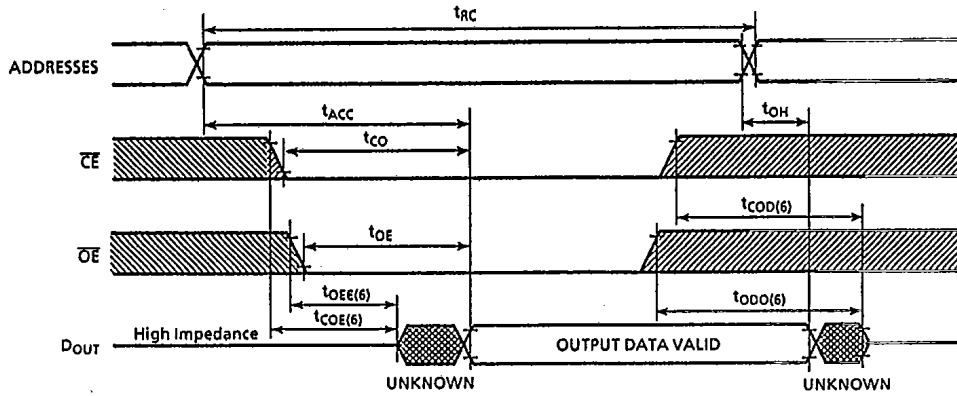 tRC
ADDRESSES
tACC
tOH
tCO
CE
tCOD(6)
OE
tOE
tOEE(6)
tODO(6)
tCOE(6)
DOUT
High Impedance
OUTPUT DATA VALID
UNKNOWN
UNKNOWN